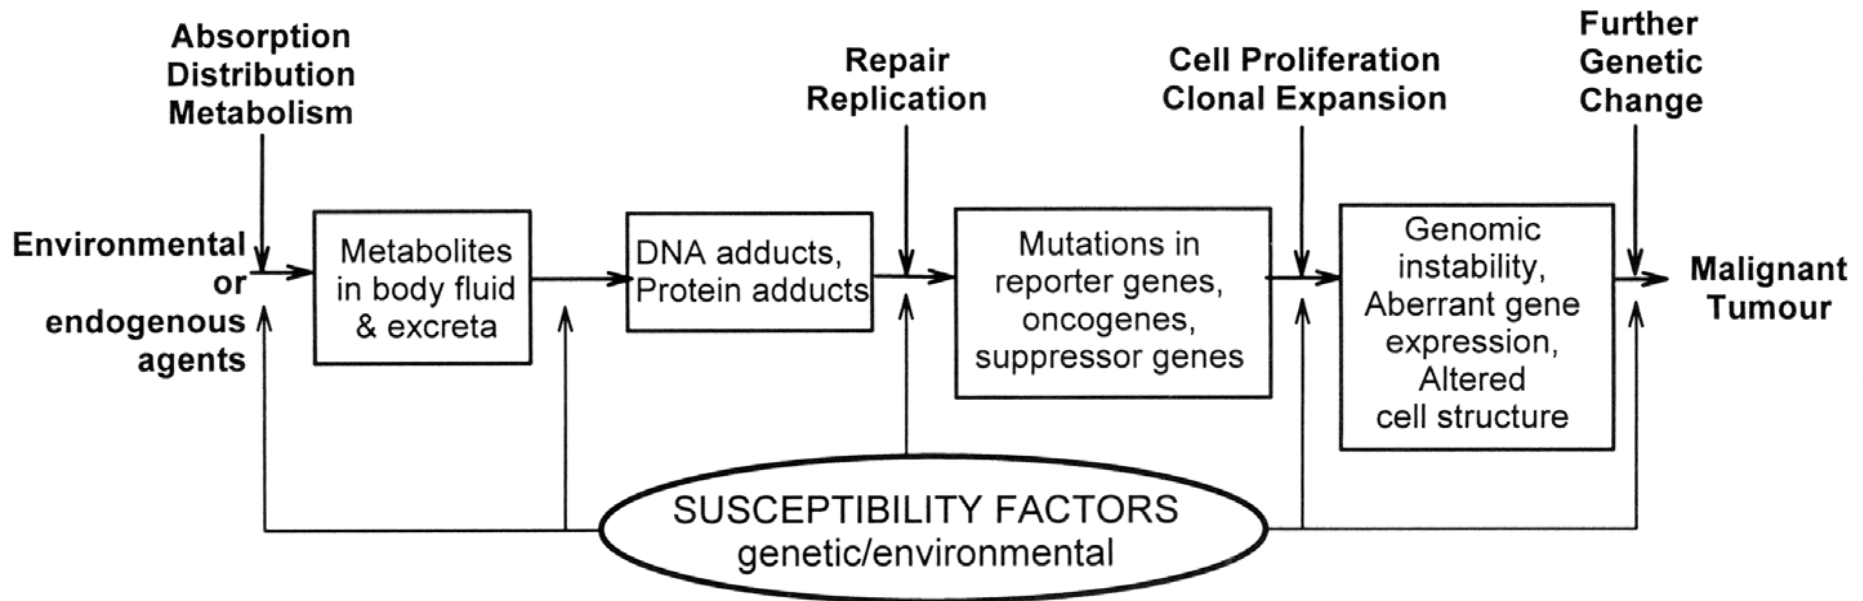 Absorption
Distribution
Metabolism
Repair
Replication
Cell Proliferation
Clonal Expansion
Further
Genetic
Change
Environmental
or
endogenous
agents
Metabolites
in body fluid
& excreta
DNA adducts,
Protein adducts
Mutations in
reporter genes,
oncogenes,
suppressor genes
Genomic
instability,
Aberrant gene
expression,
Altered
cell structure
Malignant
Tumour
SUSCEPTIBILITY FACTORS
genetic/environmental